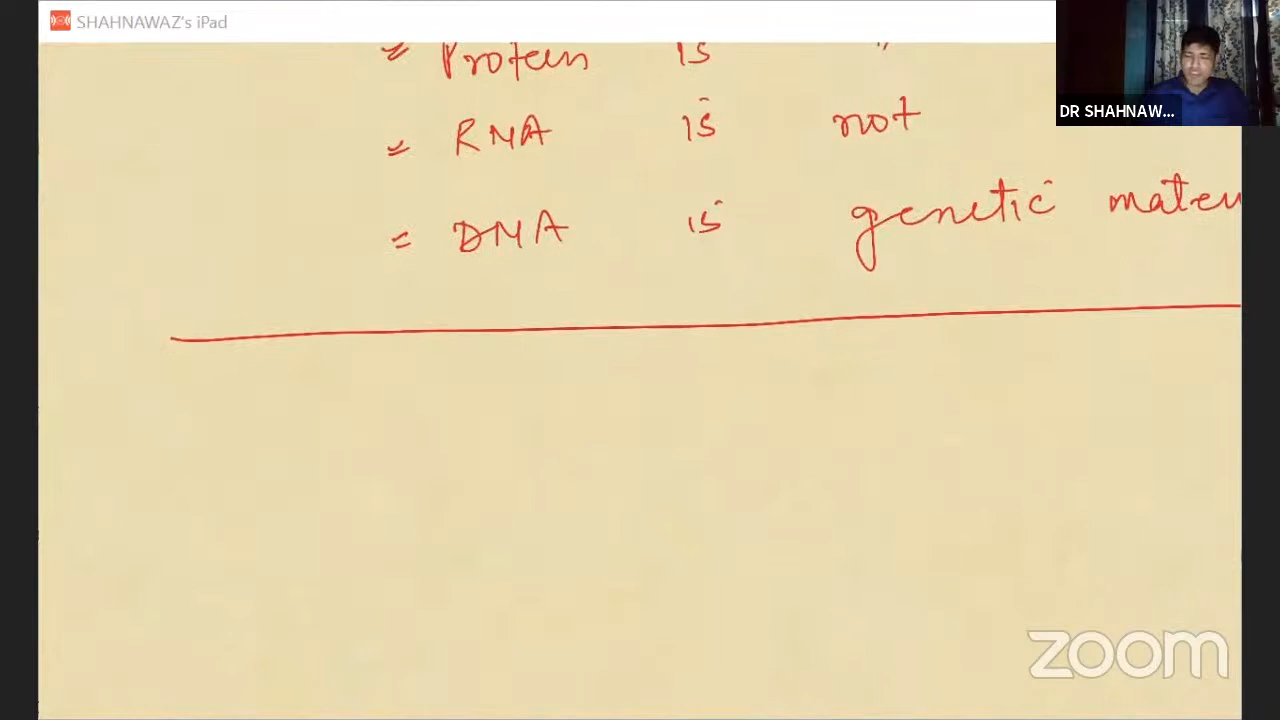 SHAHNAWAZ's iPad
= Protein is "
= RNA is not
= DNA is genetic mater
DR SHAHNAW...
zoom